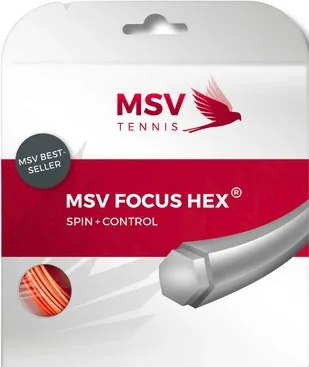 MSV
TENNIS
MSV BEST-
SELLER
MSV FOCUS HEX®
SPIN + CONTROL